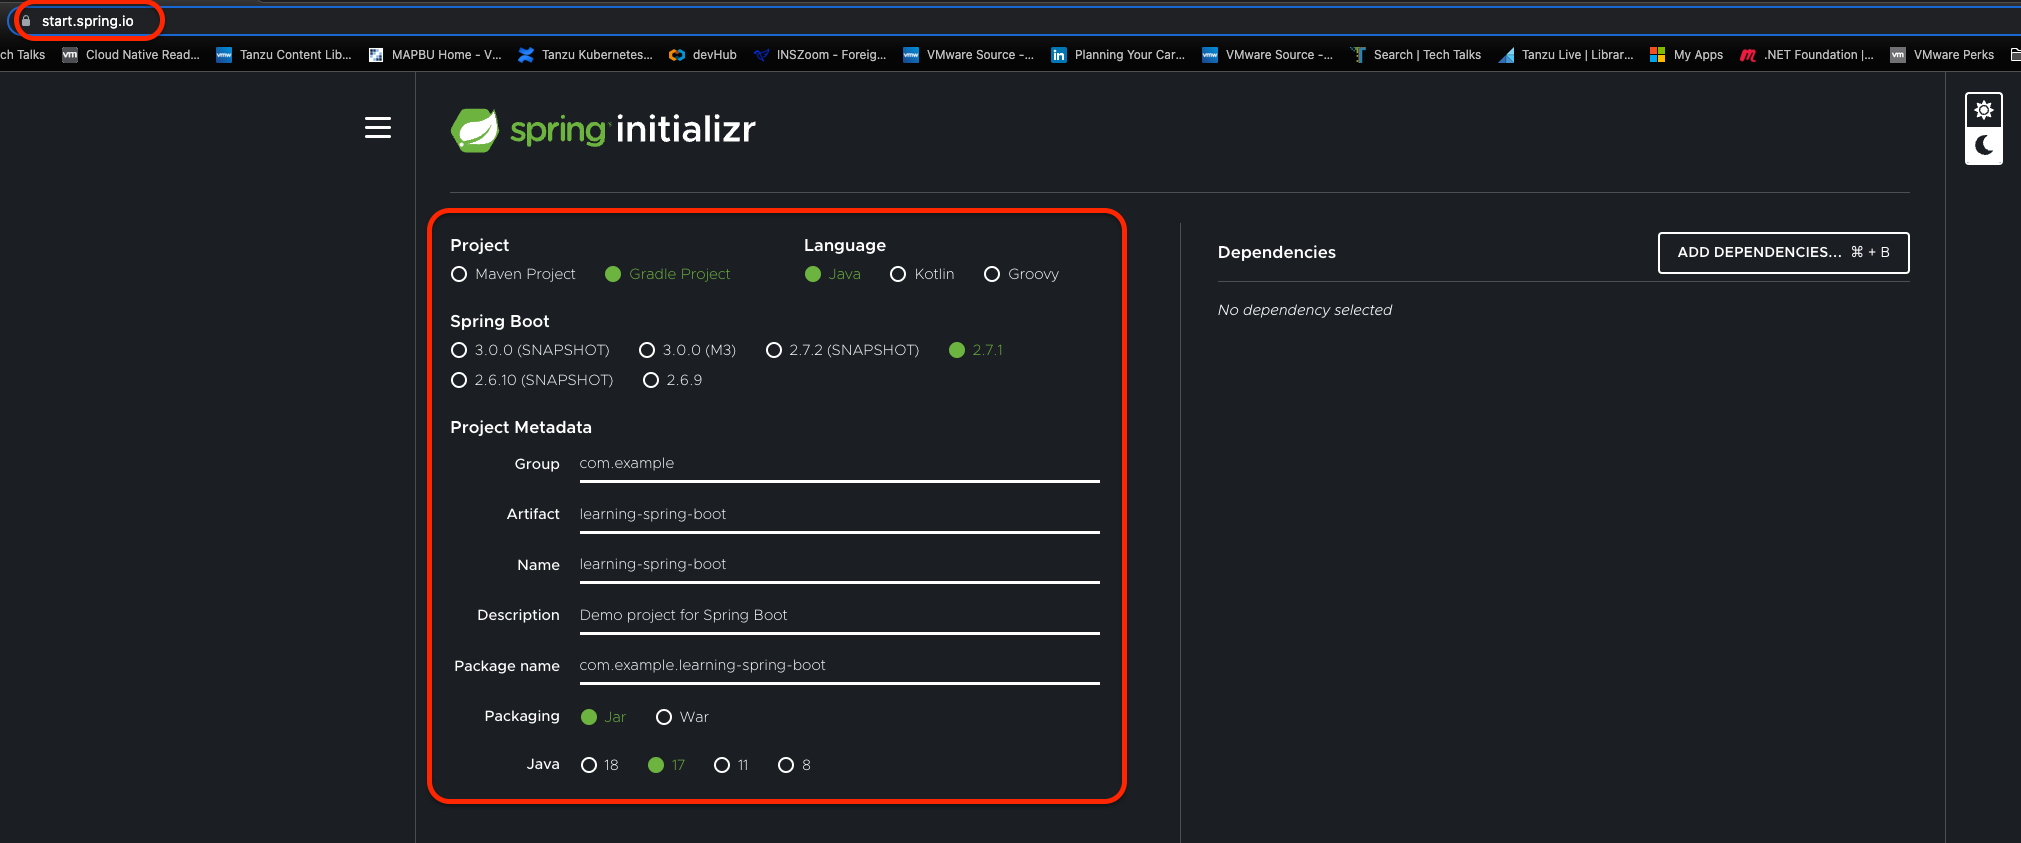 start.spring.io
ch Talks Cloud Native Read... Tanzu Content Lib... MAPBU Home - V... Tanzu Kubernetes... devHub INSZoom - Foreig... VMware Source -... Planning Your Car... VMware Source -... Search | Tech Talks Tanzu Live | Librar... My Apps .NET Foundation |... VMware Perks
spring initializr
Project Language
Maven Project Gradle Project Java Kotlin Groovy
Dependencies ADD DEPENDENCIES... ⌘ + B
No dependency selected
Spring Boot
3.0.0 (SNAPSHOT) 3.0.0 (M3) 2.7.2 (SNAPSHOT) 2.7.1
2.6.10 (SNAPSHOT) 2.6.9
Project Metadata
Group com.example
Artifact learning-spring-boot
Name learning-spring-boot
Description Demo project for Spring Boot
Package name com.example.learning-spring-boot
Packaging Jar War
Java 18 17 11 8